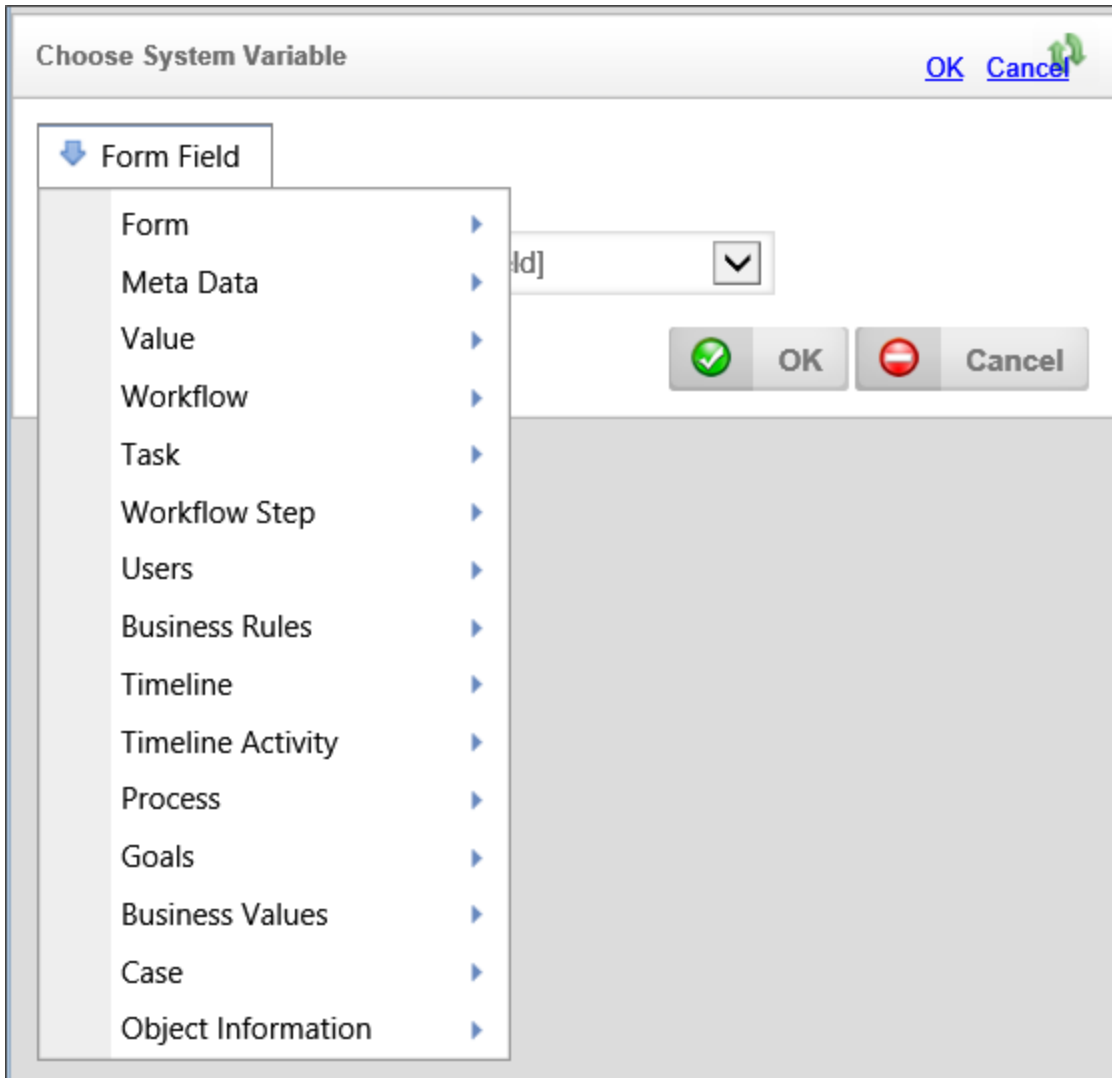 Choose System Variable
OK Cancel
Form Field
Form
eld]
Meta Data
Value
OK Cancel
Workflow
Task
Workflow Step
Users
Business Rules
Timeline
Timeline Activity
Process
Goals
Business Values
Case
Object Information